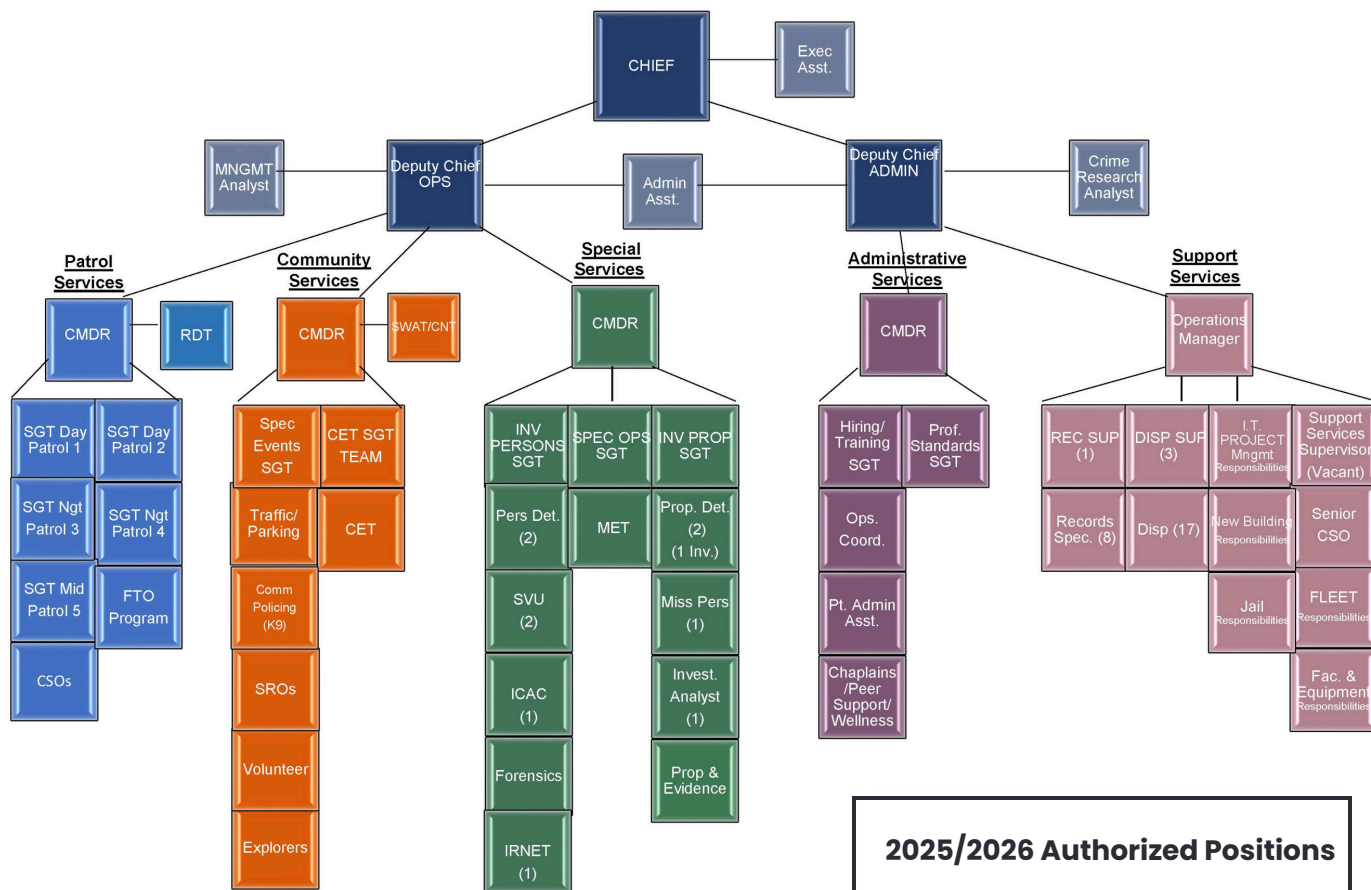 CHIEF
Exec
Asst.
MNGMT
Analyst
Deputy Chief
OPS
Admin
Asst.
Deputy Chief
ADMIN
Crime
Research
Analyst
Patrol
Services
CMDR
RDT
SGT Day
Patrol 1
SGT Day
Patrol 2
SGT Ngt
Patrol 3
SGT Ngt
Patrol 4
SGT Mid
Patrol 5
FTO
Program
CSOs
Community
Services
CMDR
SWAT/CNT
Spec
Events
SGT
CET SGT
TEAM
Traffic/
Parking
CET
Comm
Policing
(K9)
SROs
Volunteer
Explorers
Special
Services
CMDR
INV
PERSONS
SGT
SPEC OPS
SGT
INV PROP
SGT
Pers Det.
(2)
MET
Prop. Det.
(2)
(1 Inv.)
SVU
(2)
Miss Pers
(1)
ICAC
(1)
Invest.
Analyst
(1)
Forensics
Prop &
Evidence
IRNET
(1)
Administrative
Services
CMDR
Hiring/
Training
SGT
Prof.
Standards
SGT
Ops.
Coord.
Pt. Admin
Asst.
Chaplains
/Peer
Support/
Wellness
Support
Services
Operations
Manager
REC SUP
(1)
DISP SUP
(3)
I.T.
PROJECT
Mngmt
Responsibilities
Support
Services
Supervisor
(Vacant)
Records
Spec. (8)
Disp (17)
New Building
Responsibilities
Senior
CSO
Jail
Responsibilities
FLEET
Responsibilities
Fac. &
Equipment
Responsibilities
2025/2026 Authorized Positions